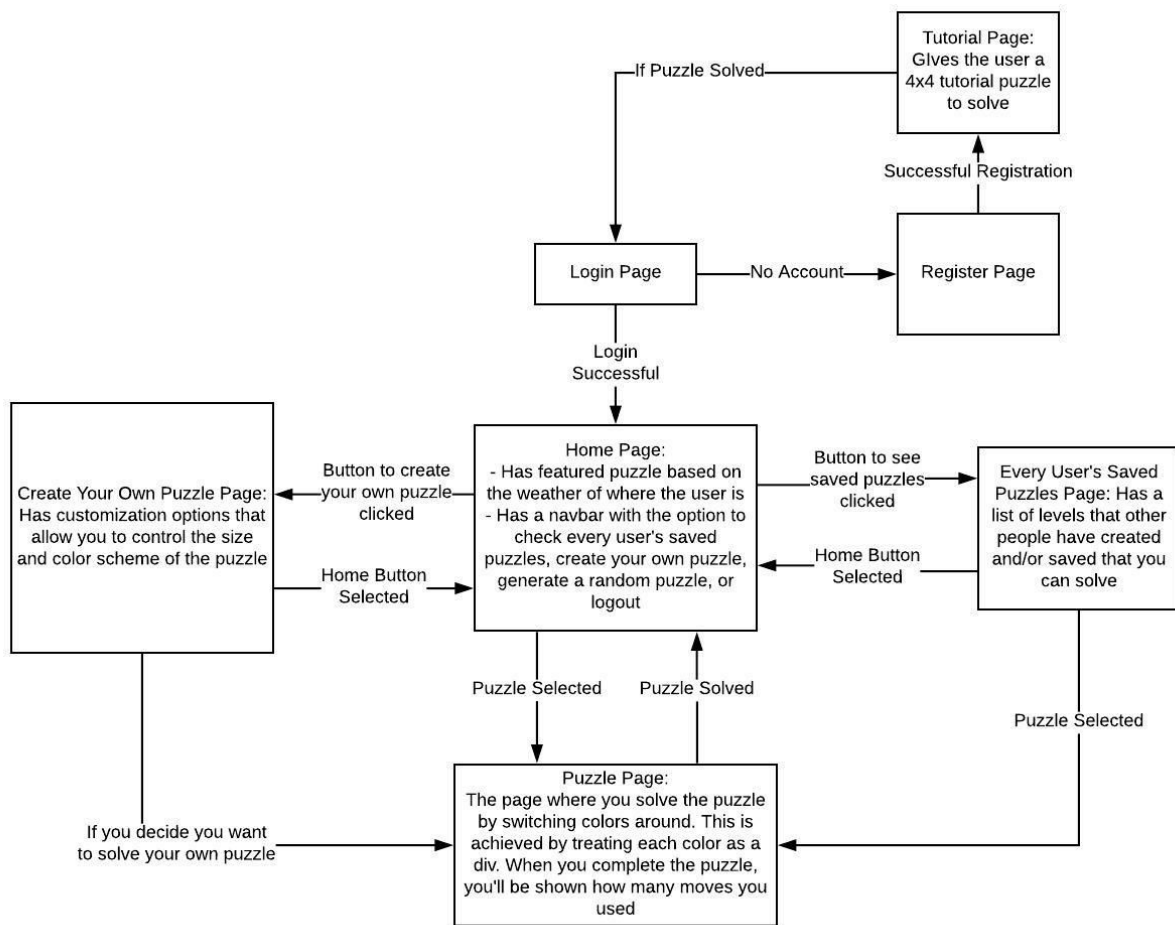 Tutorial Page:
GIves the user a
4x4 tutorial puzzle
to solve
If Puzzle Solved
Successful Registration
Login Page
No Account
Register Page
Login
Successful
Home Page:
- Has featured puzzle based on
the weather of where the user is
- Has a navbar with the option to
check every user's saved
puzzles, create your own puzzle,
generate a random puzzle, or
logout
Button to create
your own puzzle
clicked
Create Your Own Puzzle Page:
Has customization options that
allow you to control the size
and color scheme of the puzzle
Home Button
Selected
Button to see
saved puzzles
clicked
Every User's Saved
Puzzles Page: Has a
list of levels that other
people have created
and/or saved that you
can solve
Home Button
Selected
Puzzle Selected
Puzzle Solved
Puzzle Selected
Puzzle Page:
The page where you solve the puzzle
by switching colors around. This is
achieved by treating each color as a
div. When you complete the puzzle,
you'll be shown how many moves you
used
If you decide you want
to solve your own puzzle